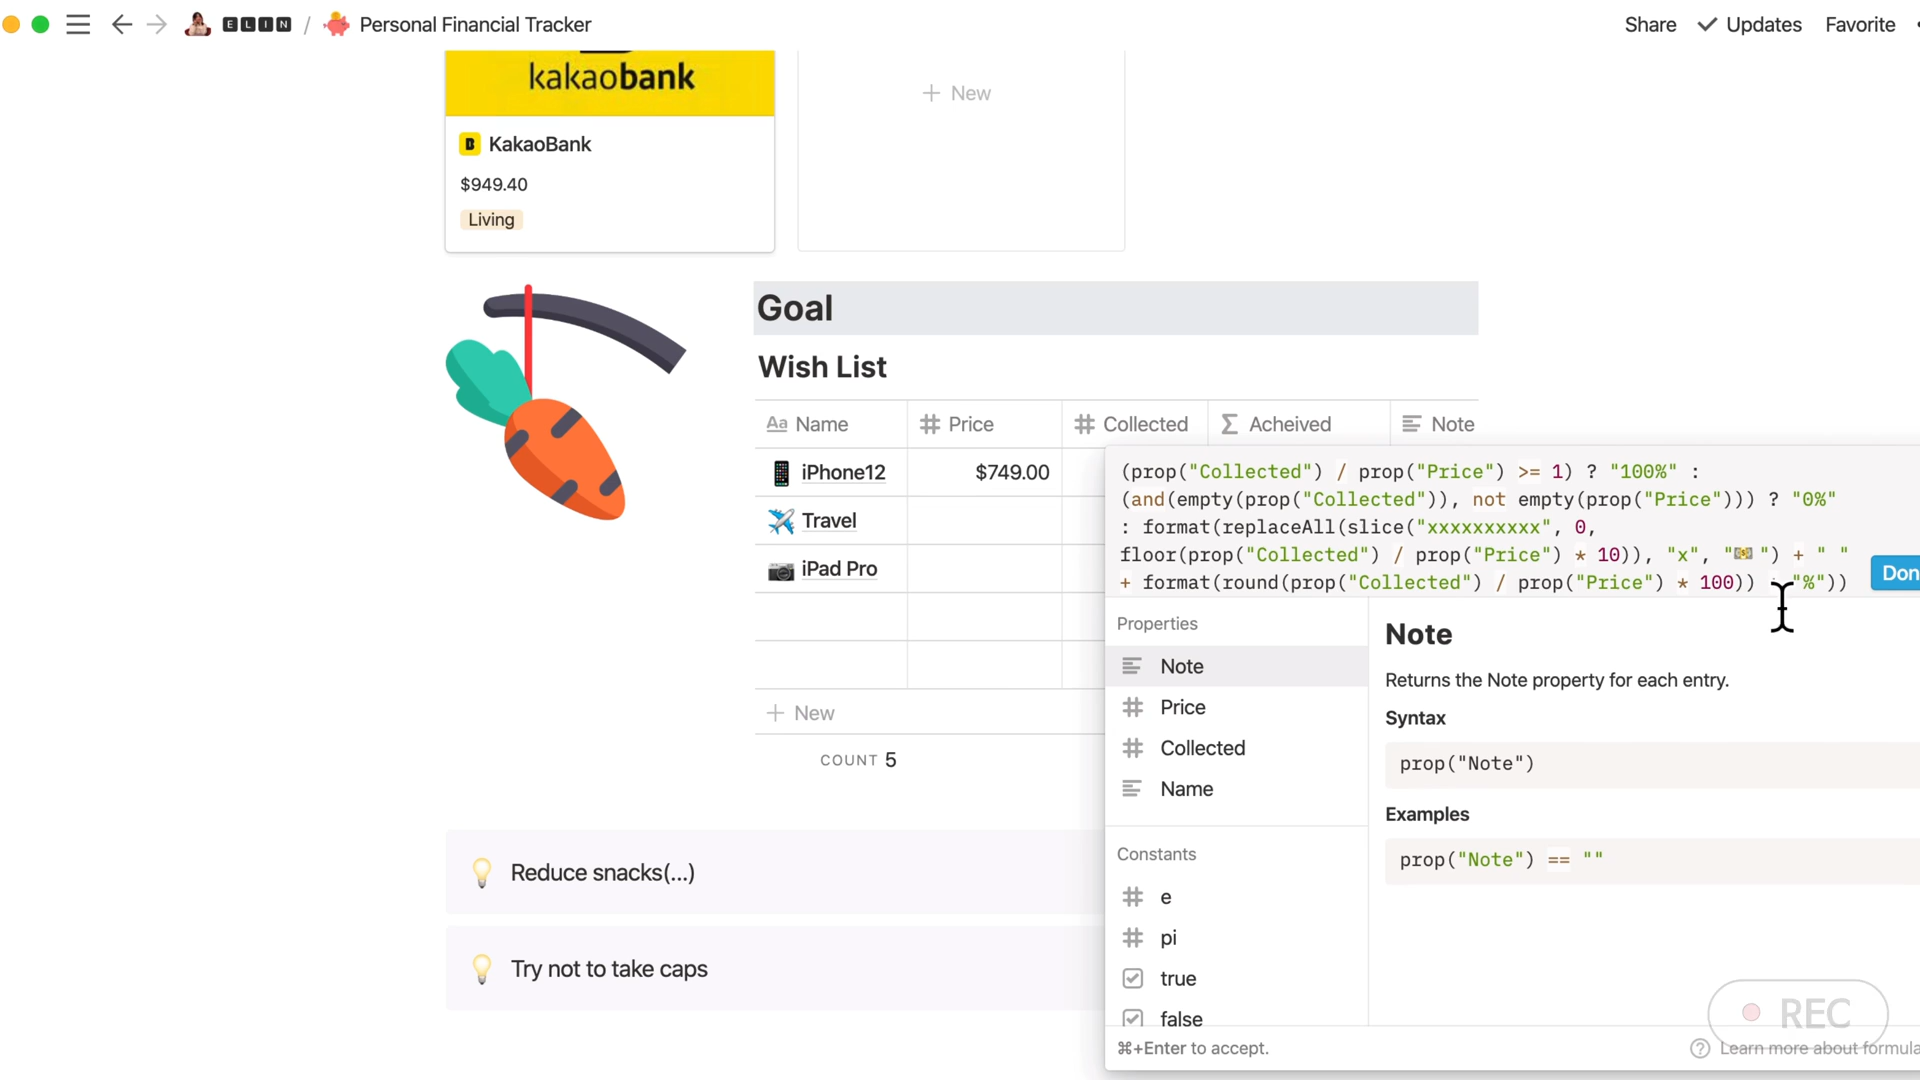 ELIN / Personal Financial Tracker
Share ✓ Updates Favorite
kakaobank
+ New
B KakaoBank
$949.40
Living
Goal
Wish List
Aa Name # Price # Collected Σ Acheived Note
iPhone12 $749.00
Travel
iPad Pro
+ New
COUNT 5
(prop("Collected") / prop("Price") >= 1) ? "100%" :
(and(empty(prop("Collected")), not empty(prop("Price"))) ? "0%"
: format(replaceAll(slice("xxxxxxxxxx", 0,
floor(prop("Collected") / prop("Price") * 10)), "x", "💵") + " "
+ format(round(prop("Collected") / prop("Price") * 100)) + "%"))
Don
Properties
Note
# Price
# Collected
Name
Constants
# e
# pi
true
false
⌘+Enter to accept.
Note
Returns the Note property for each entry.
Syntax
prop("Note")
Examples
prop("Note") == ""
REC
? Learn more about formula
💡 Reduce snacks(...)
💡 Try not to take caps